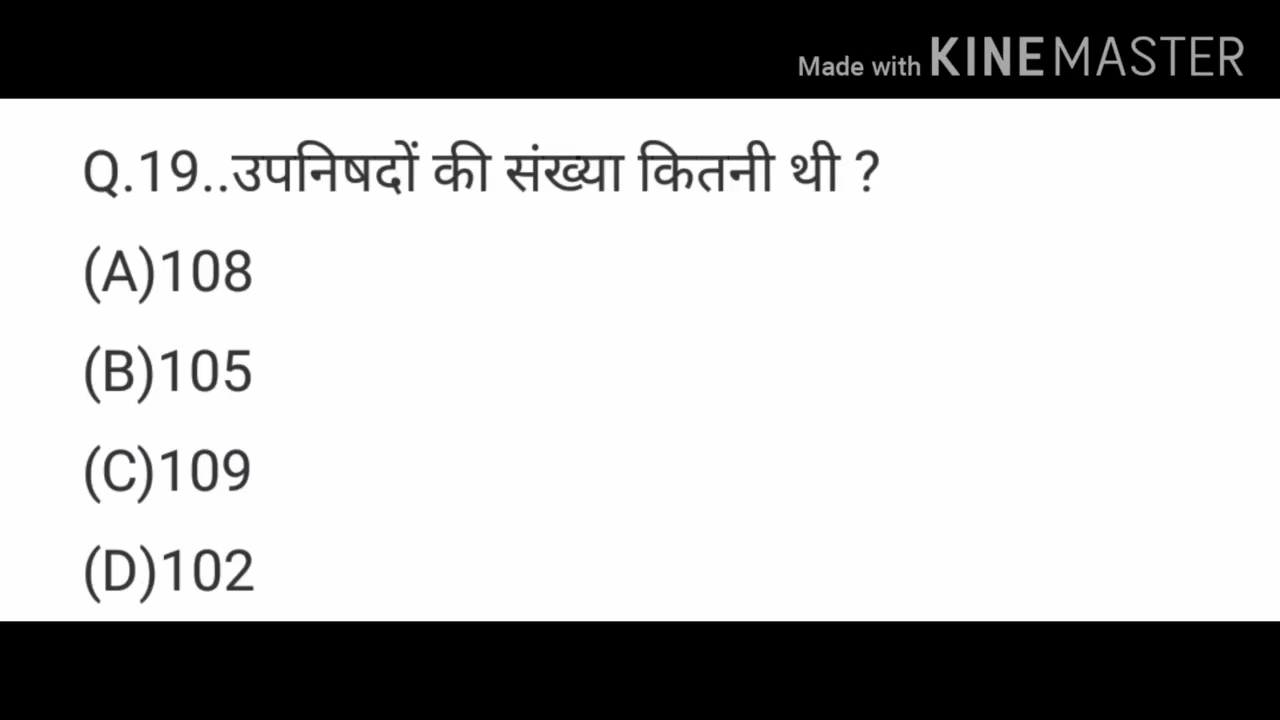 Made with KINEMASTER
Q.19..उपनिषदों की संख्या कितनी थी ?
(A)108
(B)105
(C)109
(D)102